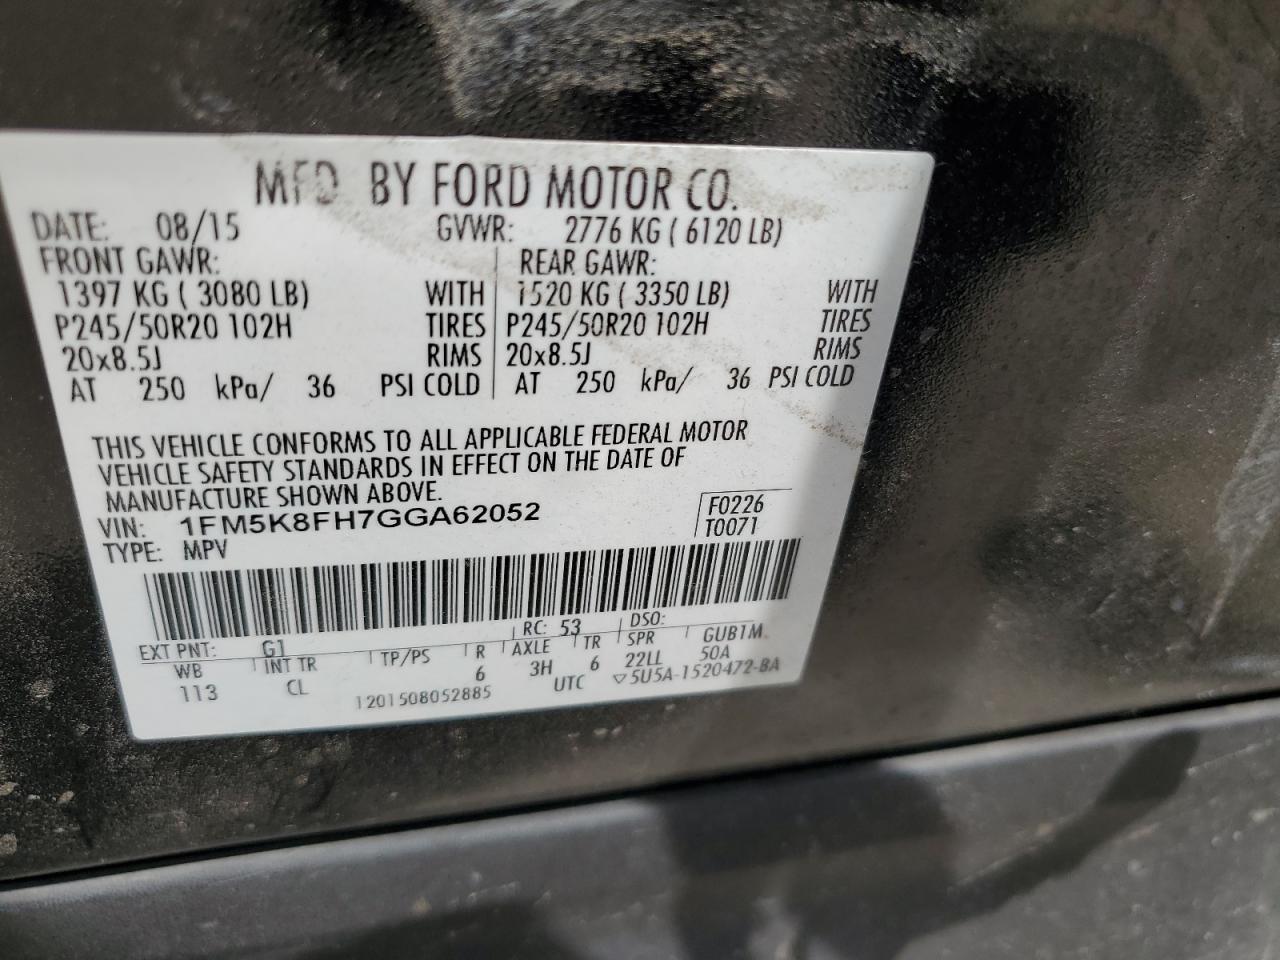 MFD BY FORD MOTOR CO.
DATE: 08/15 GVWR: 2776 KG ( 6120 LB)
FRONT GAWR: REAR GAWR:
1397 KG ( 3080 LB) WITH 1520 KG ( 3350 LB) WITH
P245/50R20 102H TIRES P245/50R20 102H TIRES
20x8.5J RIMS 20x8.5J RIMS
AT 250 kPa/ 36 PSI COLD AT 250 kPa/ 36 PSI COLD
THIS VEHICLE CONFORMS TO ALL APPLICABLE FEDERAL MOTOR
VEHICLE SAFETY STANDARDS IN EFFECT ON THE DATE OF
MANUFACTURE SHOWN ABOVE.
VIN: 1FM5K8FH7GGA62052 F0226
TYPE: MPV T0071
EXT PNT: G1 RC: 53 DSO:
WB INT TR TP/PS R AXLE TR SPR GUB1M
113 CL 6 3H 6 22LL 50A
1201508052885 UTC ▽5U5A-1520472-BA